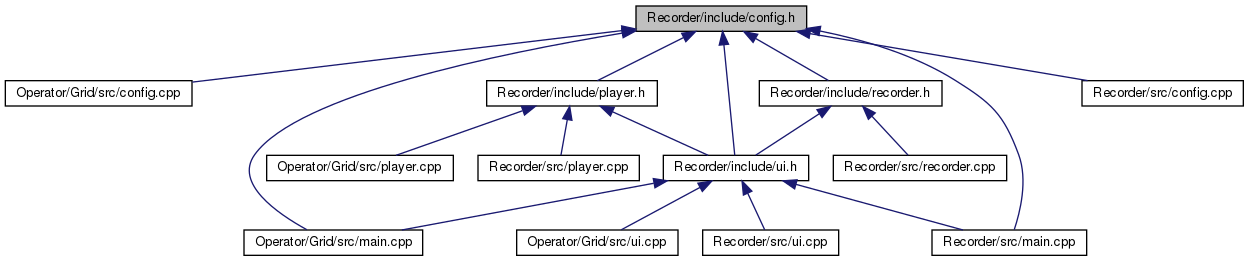 Recorder/include/config.h
Operator/Grid/src/config.cpp
Recorder/include/player.h
Recorder/include/recorder.h
Recorder/src/config.cpp
Operator/Grid/src/player.cpp
Recorder/src/player.cpp
Recorder/include/ui.h
Recorder/src/recorder.cpp
Operator/Grid/src/main.cpp
Operator/Grid/src/ui.cpp
Recorder/src/ui.cpp
Recorder/src/main.cpp